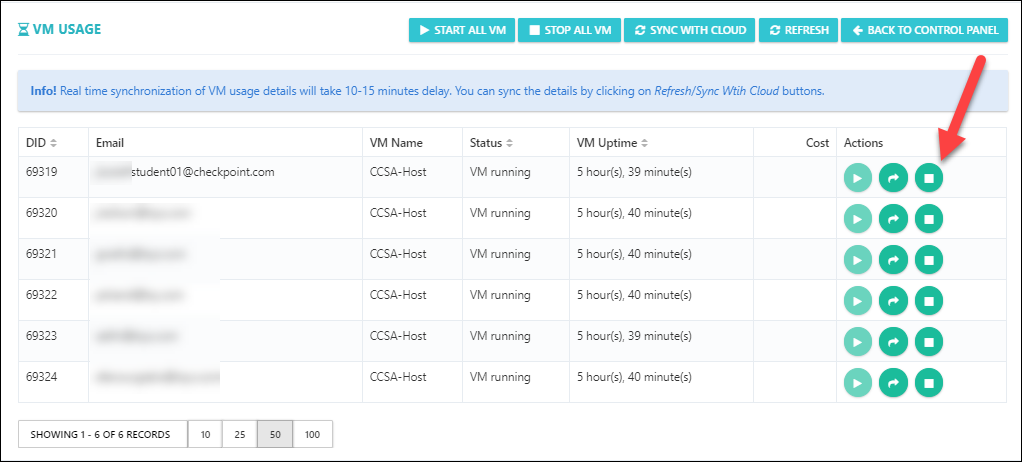 VM USAGE
START ALL VM STOP ALL VM SYNC WITH CLOUD REFRESH BACK TO CONTROL PANEL
Info! Real time synchronization of VM usage details will take 10-15 minutes delay. You can sync the details by clicking on Refresh/Sync Wtih Cloud buttons.
DID Email VM Name Status VM Uptime Cost Actions
69319 student01@checkpoint.com CCSA-Host VM running 5 hour(s), 39 minute(s)
69320 CCSA-Host VM running 5 hour(s), 40 minute(s)
69321 CCSA-Host VM running 5 hour(s), 40 minute(s)
69322 CCSA-Host VM running 5 hour(s), 40 minute(s)
69323 CCSA-Host VM running 5 hour(s), 39 minute(s)
69324 CCSA-Host VM running 5 hour(s), 40 minute(s)
SHOWING 1 - 6 OF 6 RECORDS 10 25 50 100